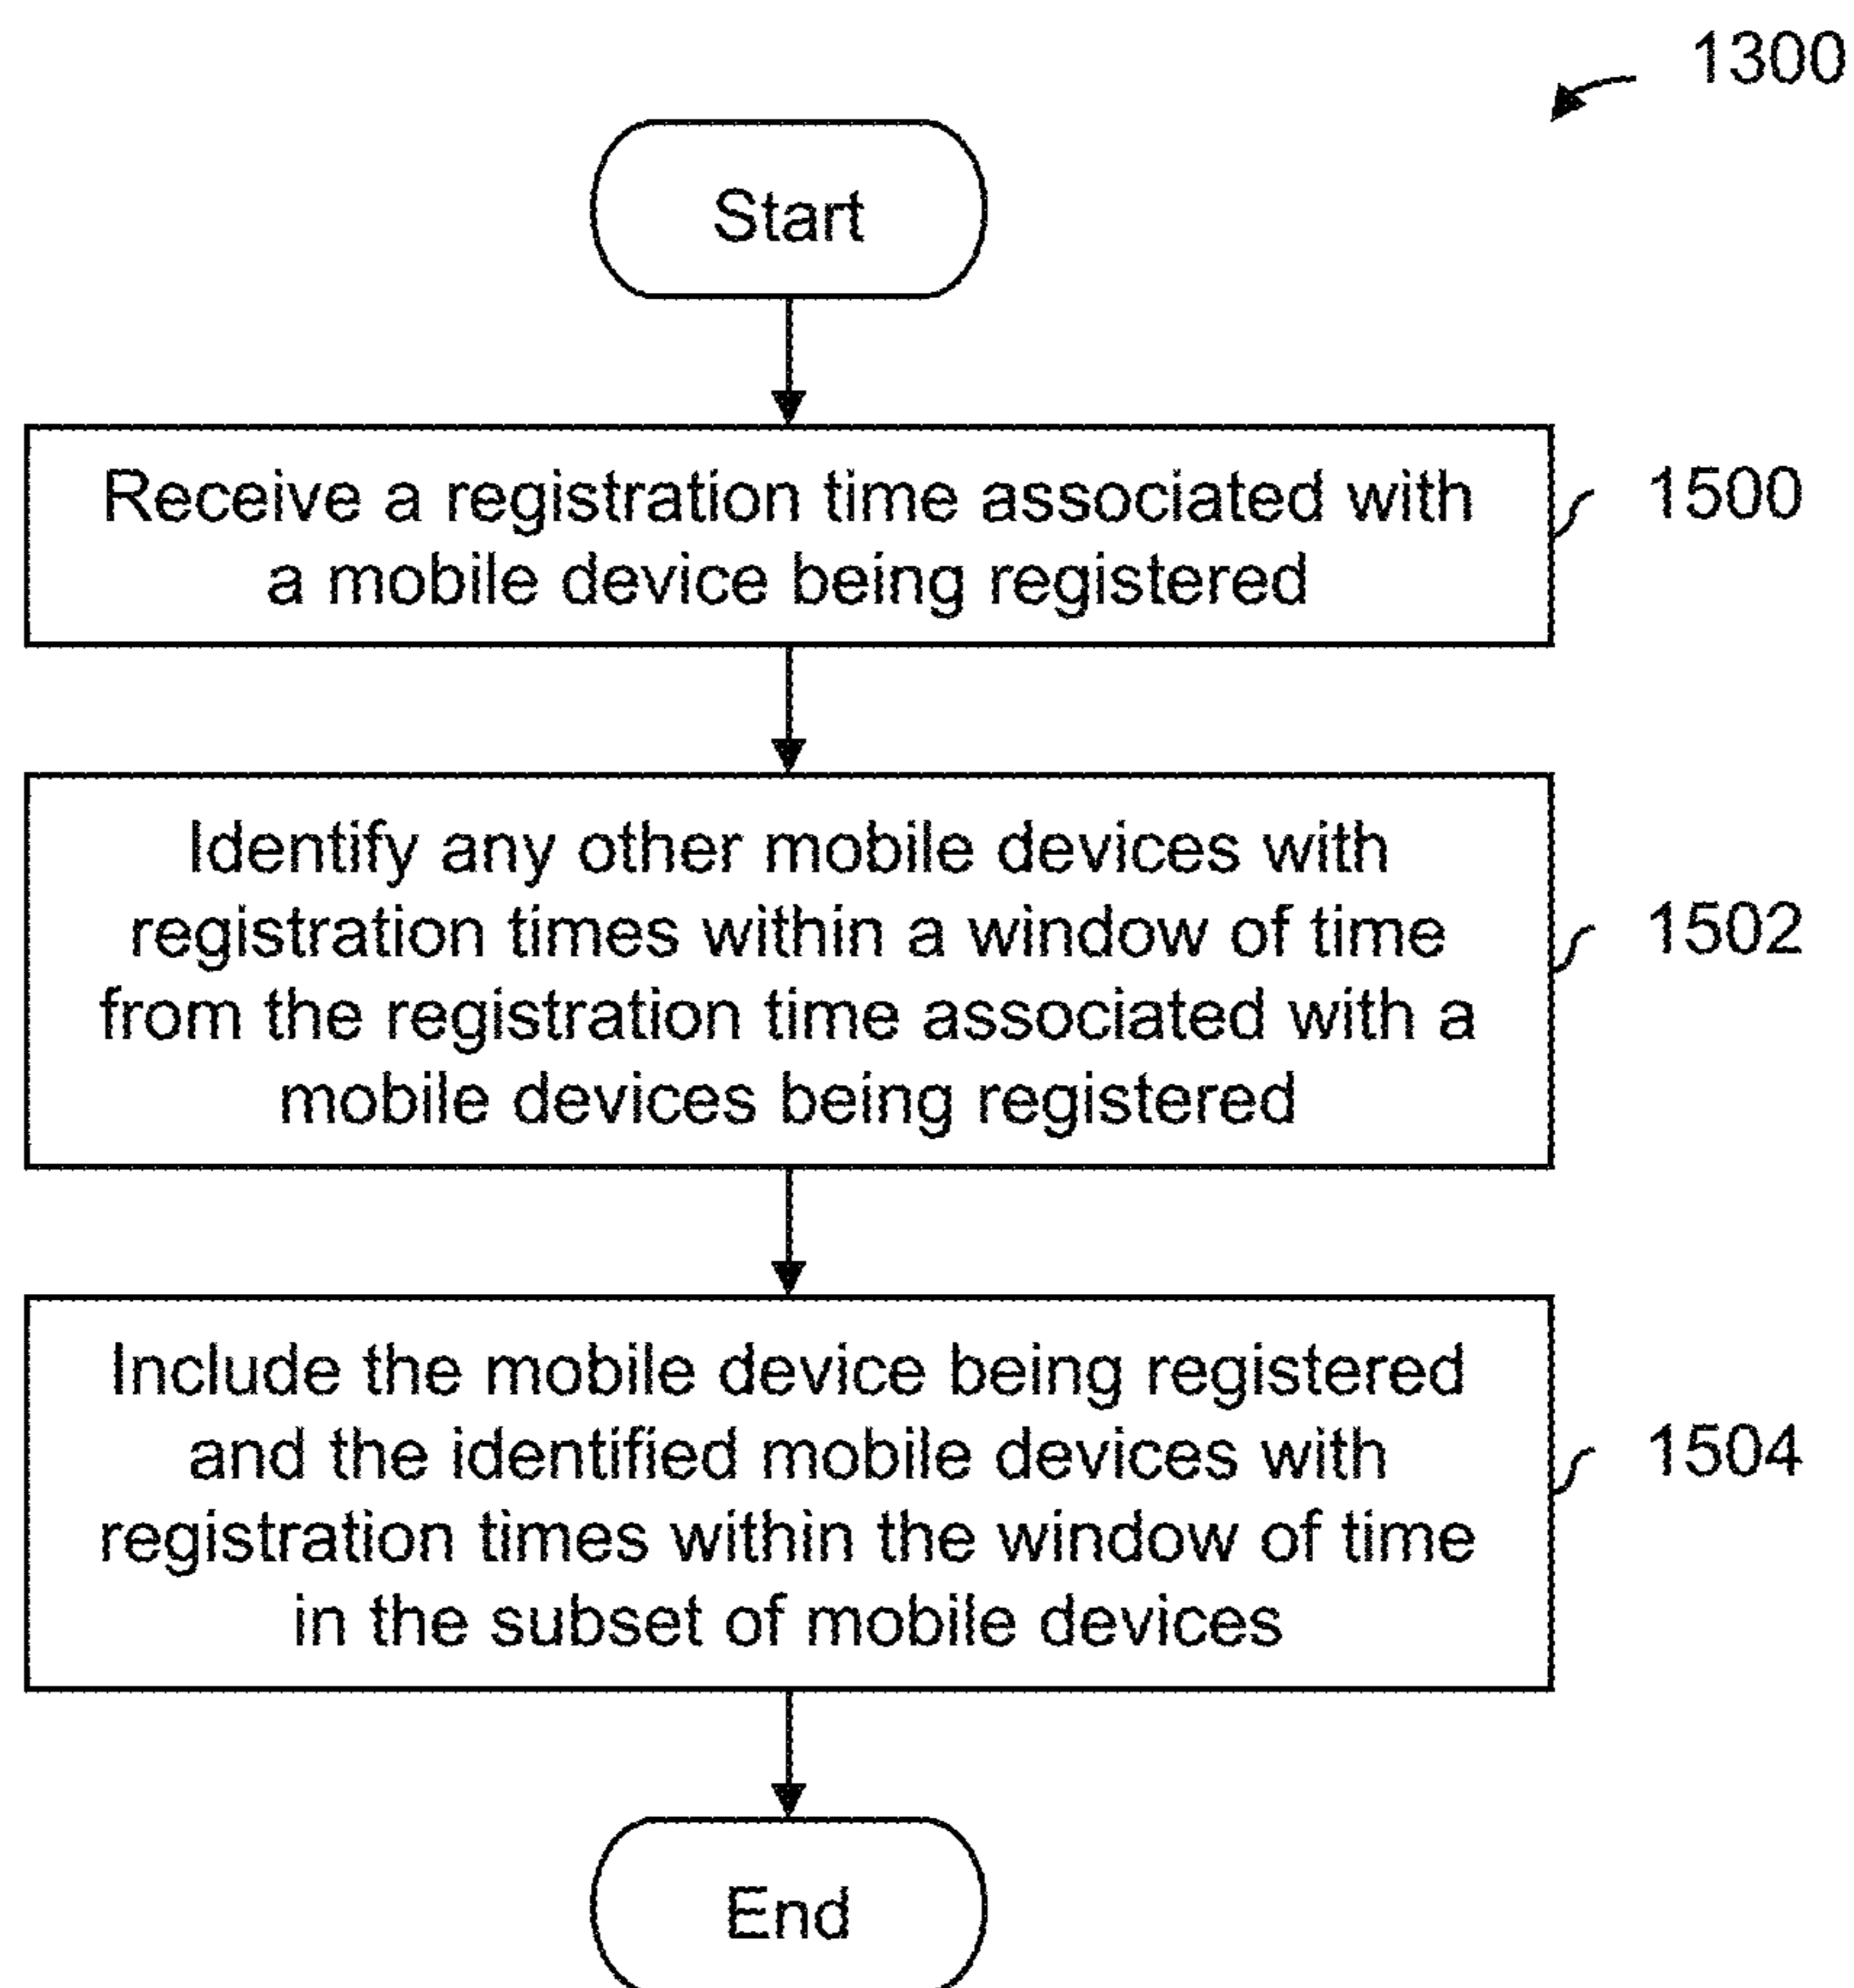 1300
Start
Receive a registration time associated with
a mobile device being registered
1500
Identify any other mobile devices with
registration times within a window of time
from the registration time associated with a
mobile devices being registered
1502
Include the mobile device being registered
and the identified mobile devices with
registration times within the window of time
in the subset of mobile devices
1504
End